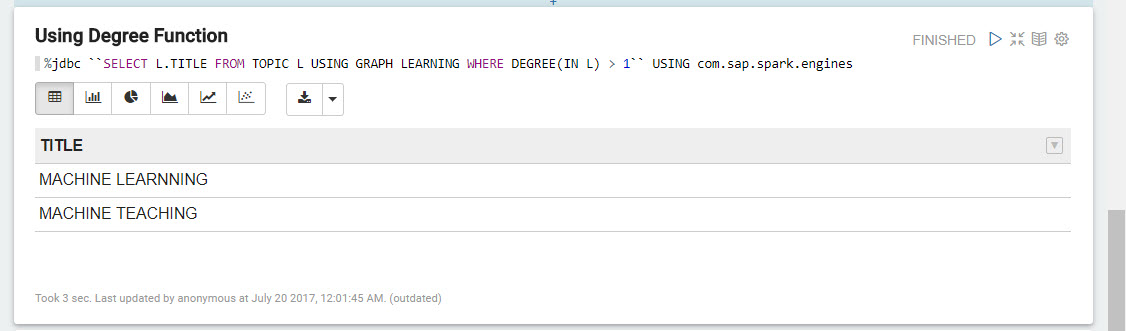 Using Degree Function
FINISHED
%jdbc ``SELECT L.TITLE FROM TOPIC L USING GRAPH LEARNING WHERE DEGREE(IN L) > 1`` USING com.sap.spark.engines
TITLE
MACHINE LEARNNING
MACHINE TEACHING
Took 3 sec. Last updated by anonymous at July 20 2017, 12:01:45 AM. (outdated)